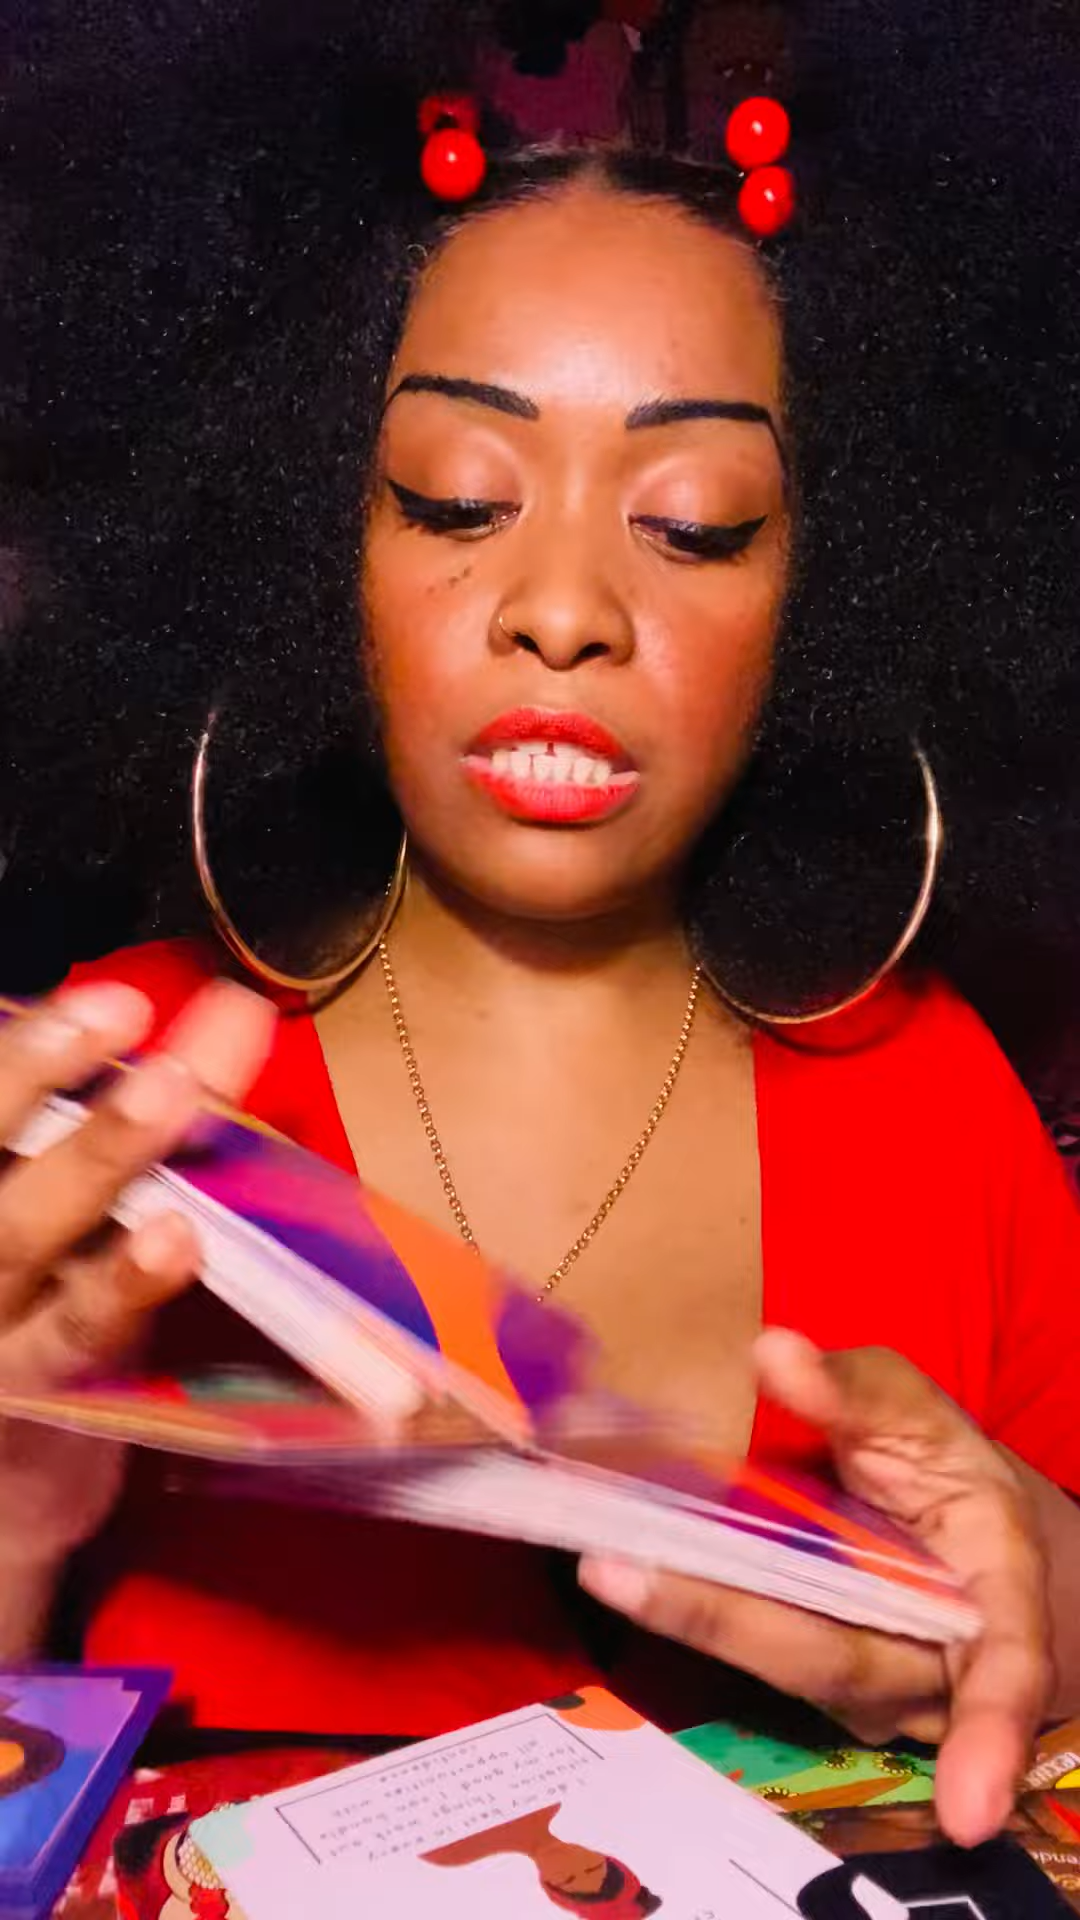 I do my best in every
situation. Things work out
for my good. I can handle
all opportunities with
confidence